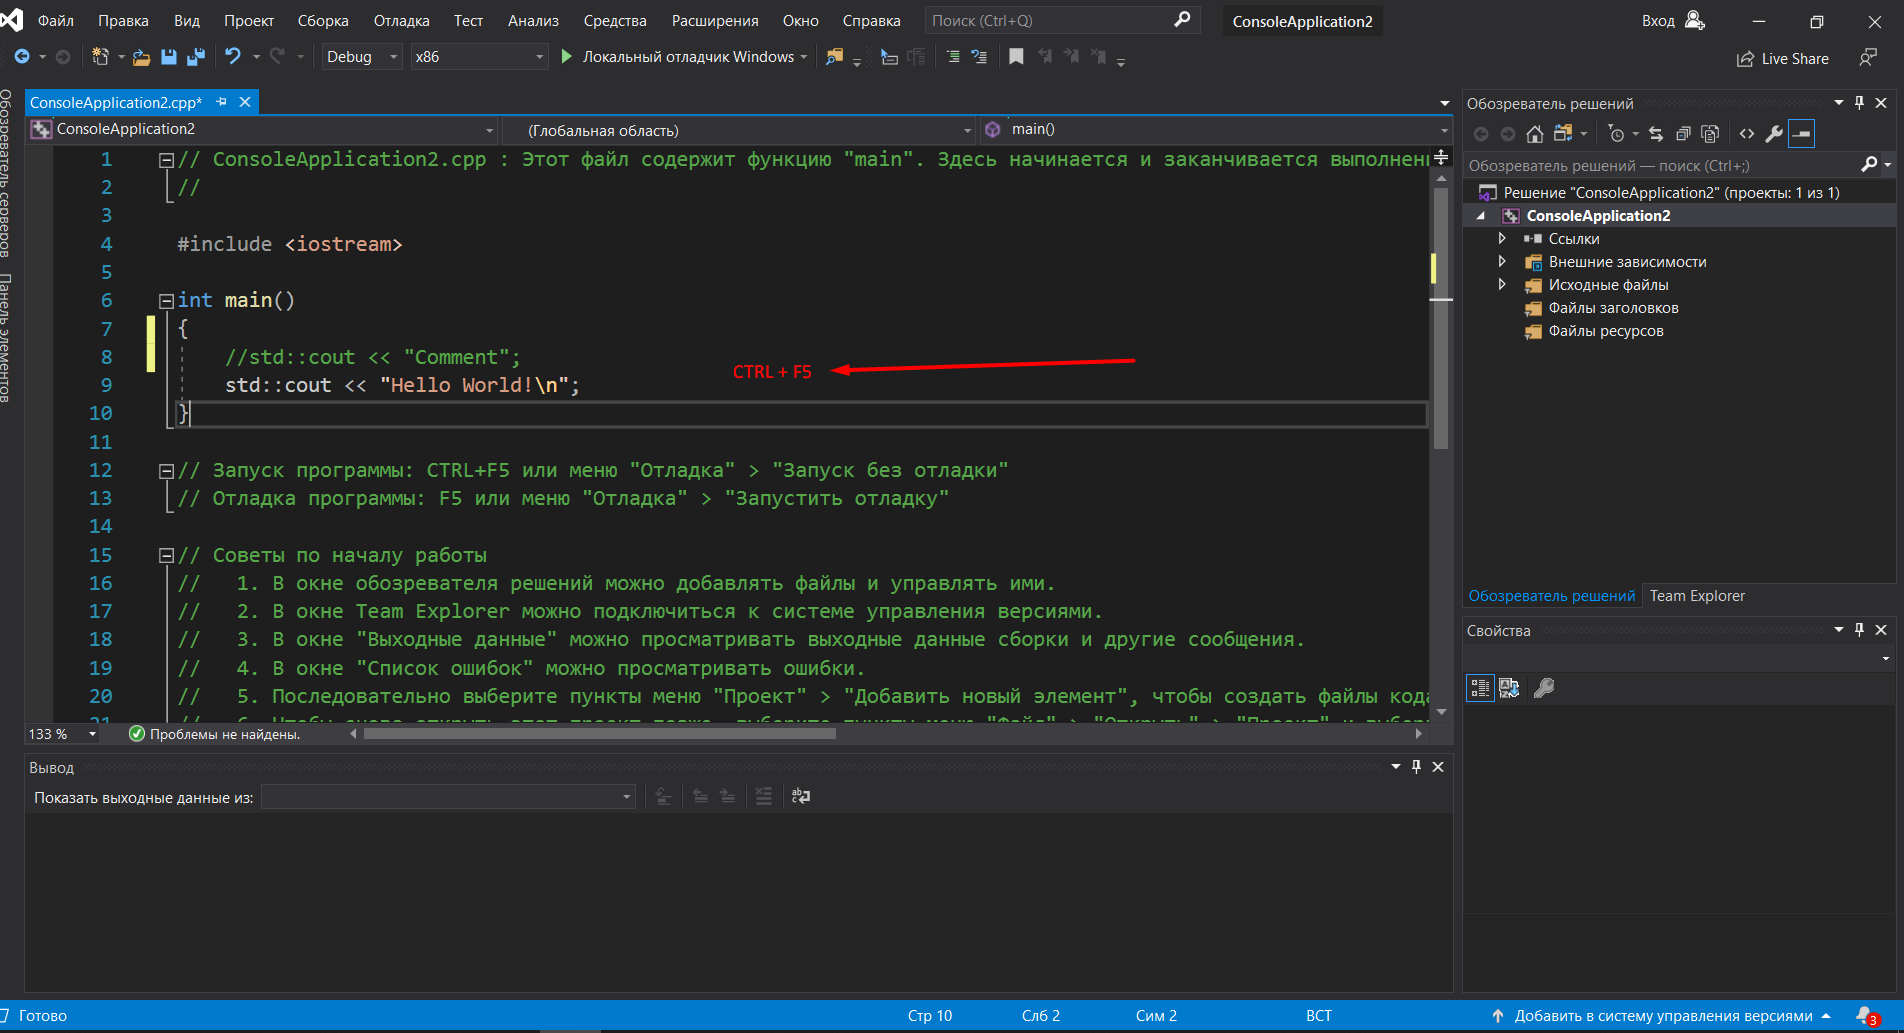 Файл Правка Вид Проект Сборка Отладка Тест Анализ Средства Расширения Окно Справка Поиск (Ctrl+Q) ConsoleApplication2 Вход
Debug x86 Локальный отладчик Windows Live Share
Обозреватель серверов
Панель элементов
ConsoleApplication2.cpp*
ConsoleApplication2 (Глобальная область) main()
1 // ConsoleApplication2.cpp : Этот файл содержит функцию "main". Здесь начинается и заканчивается
2 //
3
4 #include <iostream>
5
6 int main()
7 {
8 //std::cout << "Comment";
9 std::cout << "Hello World!\n";
CTRL + F5
10 }
11
12 // Запуск программы: CTRL+F5 или меню "Отладка" > "Запуск без отладки"
13 // Отладка программы: F5 или меню "Отладка" > "Запустить отладку"
14
15 // Советы по началу работы
16 // 1. В окне обозревателя решений можно добавлять файлы и управлять ими.
17 // 2. В окне Team Explorer можно подключиться к системе управления версиями.
18 // 3. В окне "Выходные данные" можно просматривать выходные данные сборки и другие сообщения.
19 // 4. В окне "Список ошибок" можно просматривать ошибки.
20 // 5. Последовательно выберите пункты меню "Проект" > "Добавить новый элемент", чтобы создать файлы кода
133 % Проблемы не найдены.
Вывод
Показать выходные данные из:
Обозреватель решений
Обозреватель решений — поиск (Ctrl+;)
Решение "ConsoleApplication2" (проекты: 1 из 1)
ConsoleApplication2
Ссылки
Внешние зависимости
Исходные файлы
Файлы заголовков
Файлы ресурсов
Обозреватель решений Team Explorer
Свойства
Готово Стр 10 Слб 2 Сим 2 ВСТ Добавить в систему управления версиями 3